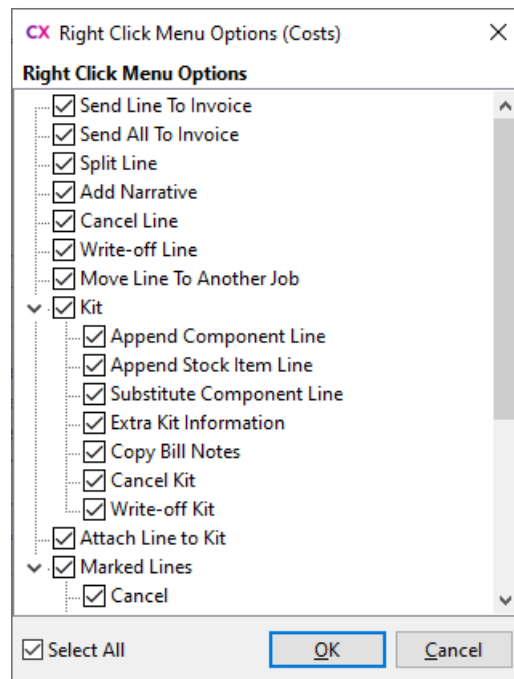 CX Right Click Menu Options (Costs)
Right Click Menu Options
Send Line To Invoice
Send All To Invoice
Split Line
Add Narrative
Cancel Line
Write-off Line
Move Line To Another Job
Kit
Append Component Line
Append Stock Item Line
Substitute Component Line
Extra Kit Information
Copy Bill Notes
Cancel Kit
Write-off Kit
Attach Line to Kit
Marked Lines
Cancel
Select All OK Cancel